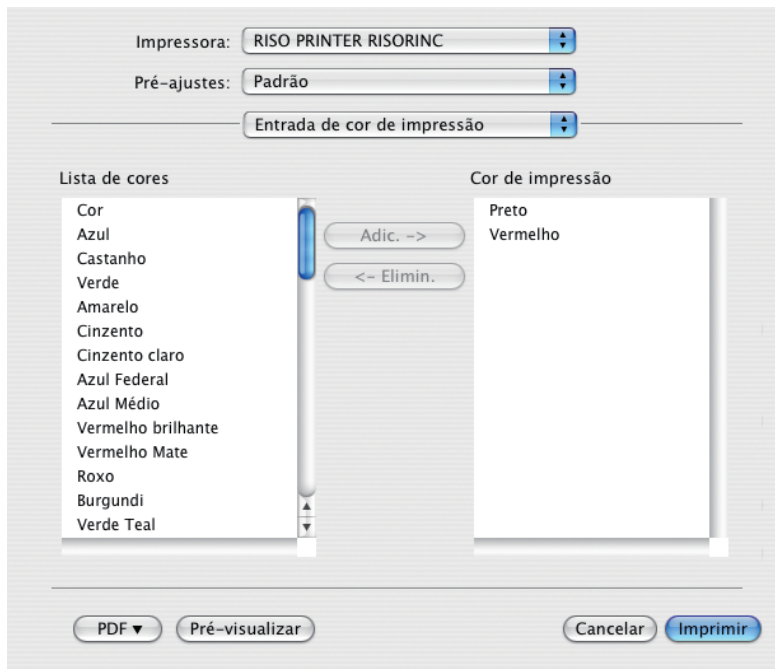 Impressora: RISO PRINTER RISORINC
Pré-ajustes: Padrão
Entrada de cor de impressão
Lista de cores
Cor
Azul
Castanho
Verde
Amarelo
Cinzento
Cinzento claro
Azul Federal
Azul Médio
Vermelho brilhante
Vermelho Mate
Roxo
Burgundi
Verde Teal
Adic. ->
<- Elimin.
Cor de impressão
Preto
Vermelho
PDF ▼ Pré-visualizar Cancelar Imprimir